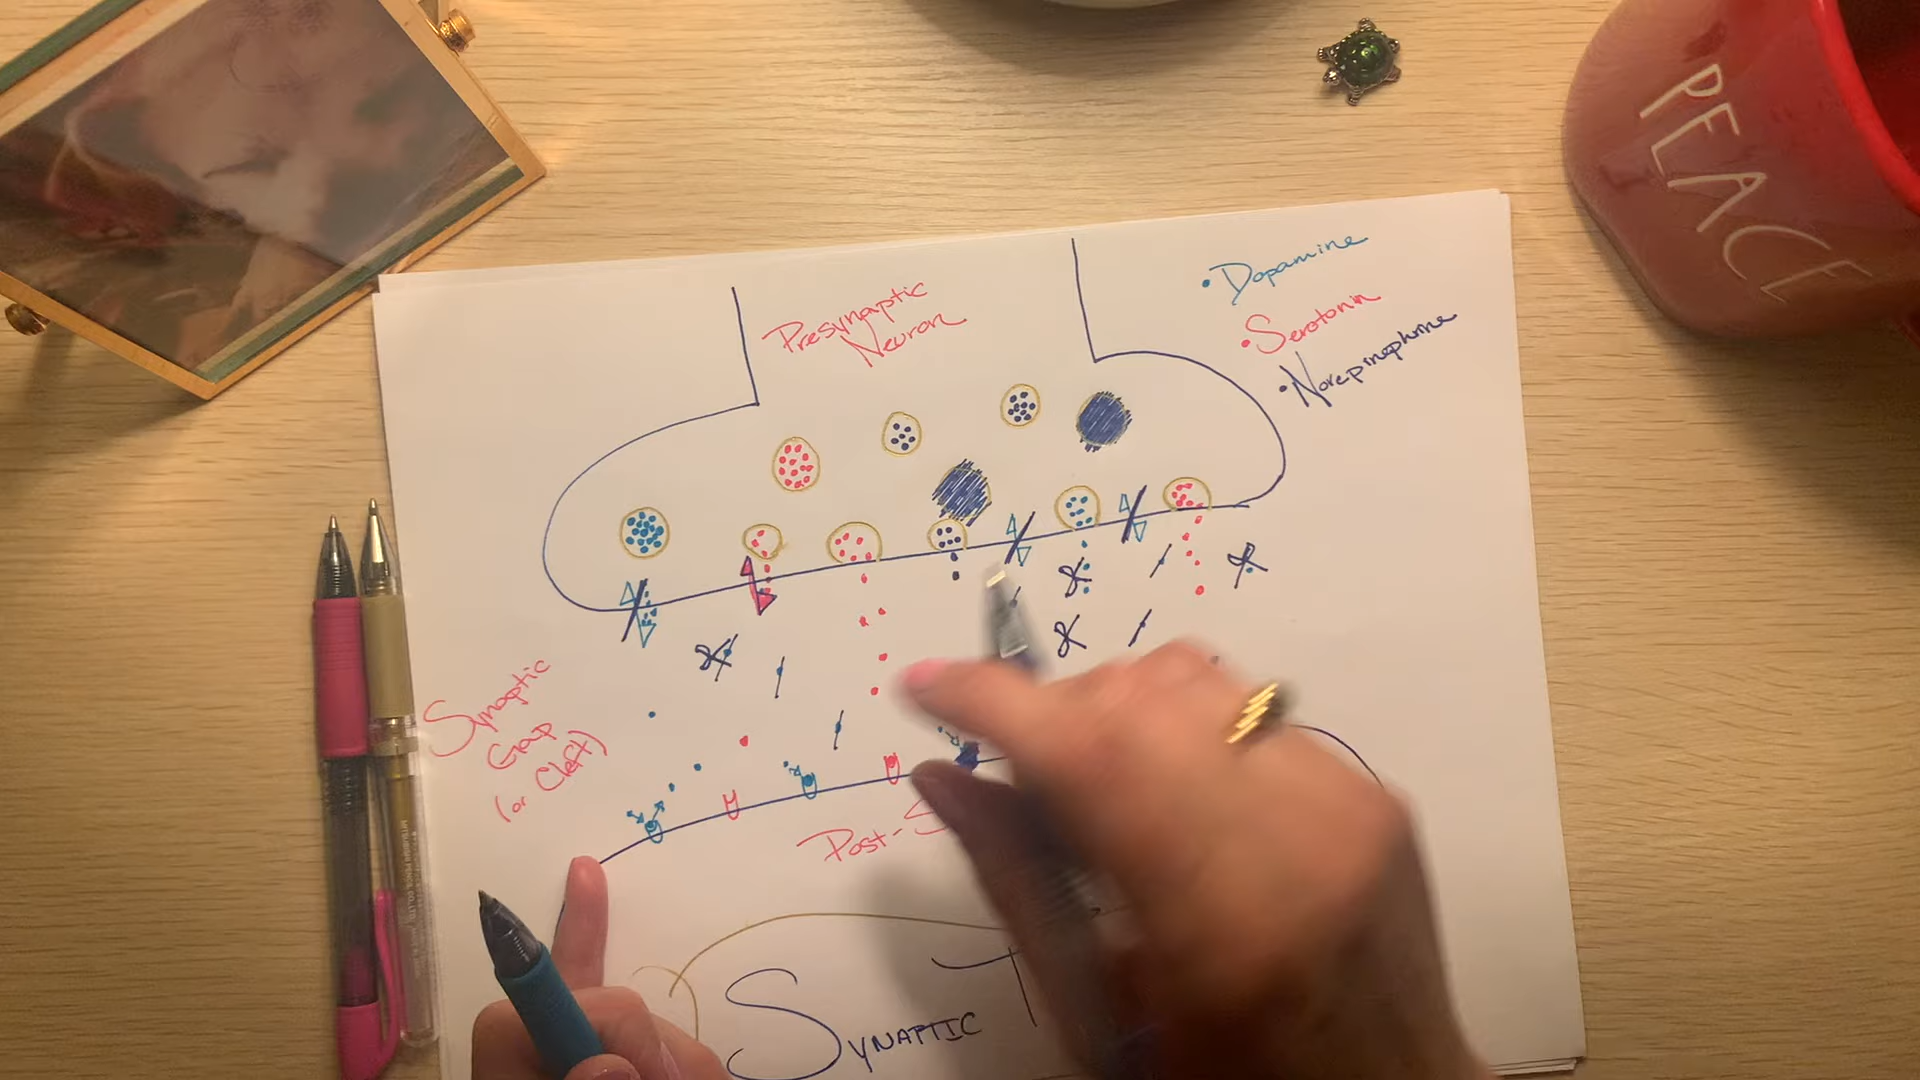 PEACE
• Dopamine
• Serotonin
• Norepinephrine
Presynaptic
Neuron
Synaptic
Gap
(or Cleft)
Post-S
SYNAPTIC T